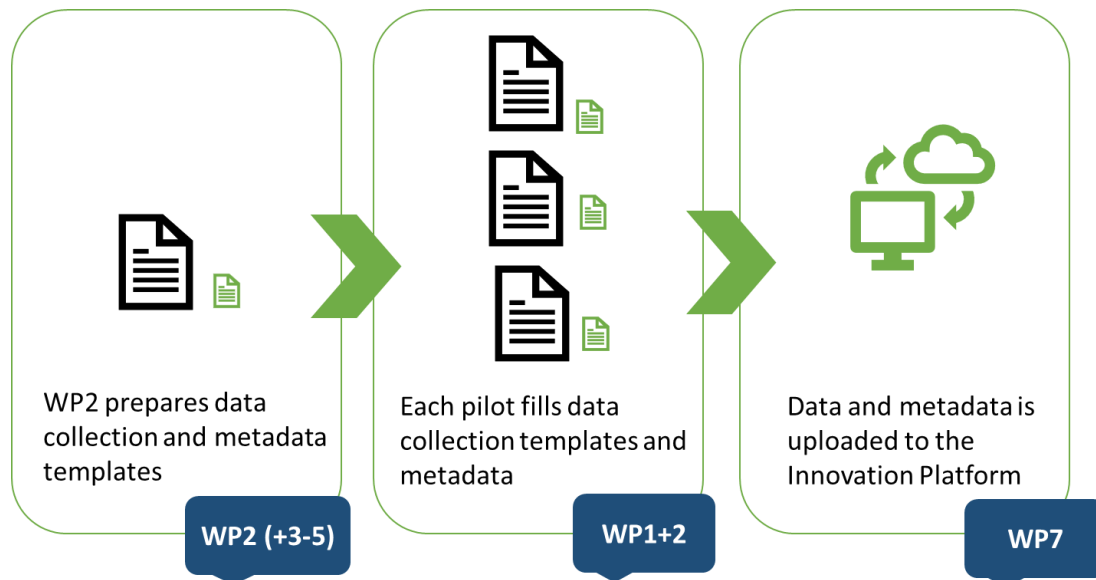 WP2 prepares data
collection and metadata
templates
WP2 (+3-5)
Each pilot fills data
collection templates and
metadata
WP1+2
Data and metadata is
uploaded to the
Innovation Platform
WP7